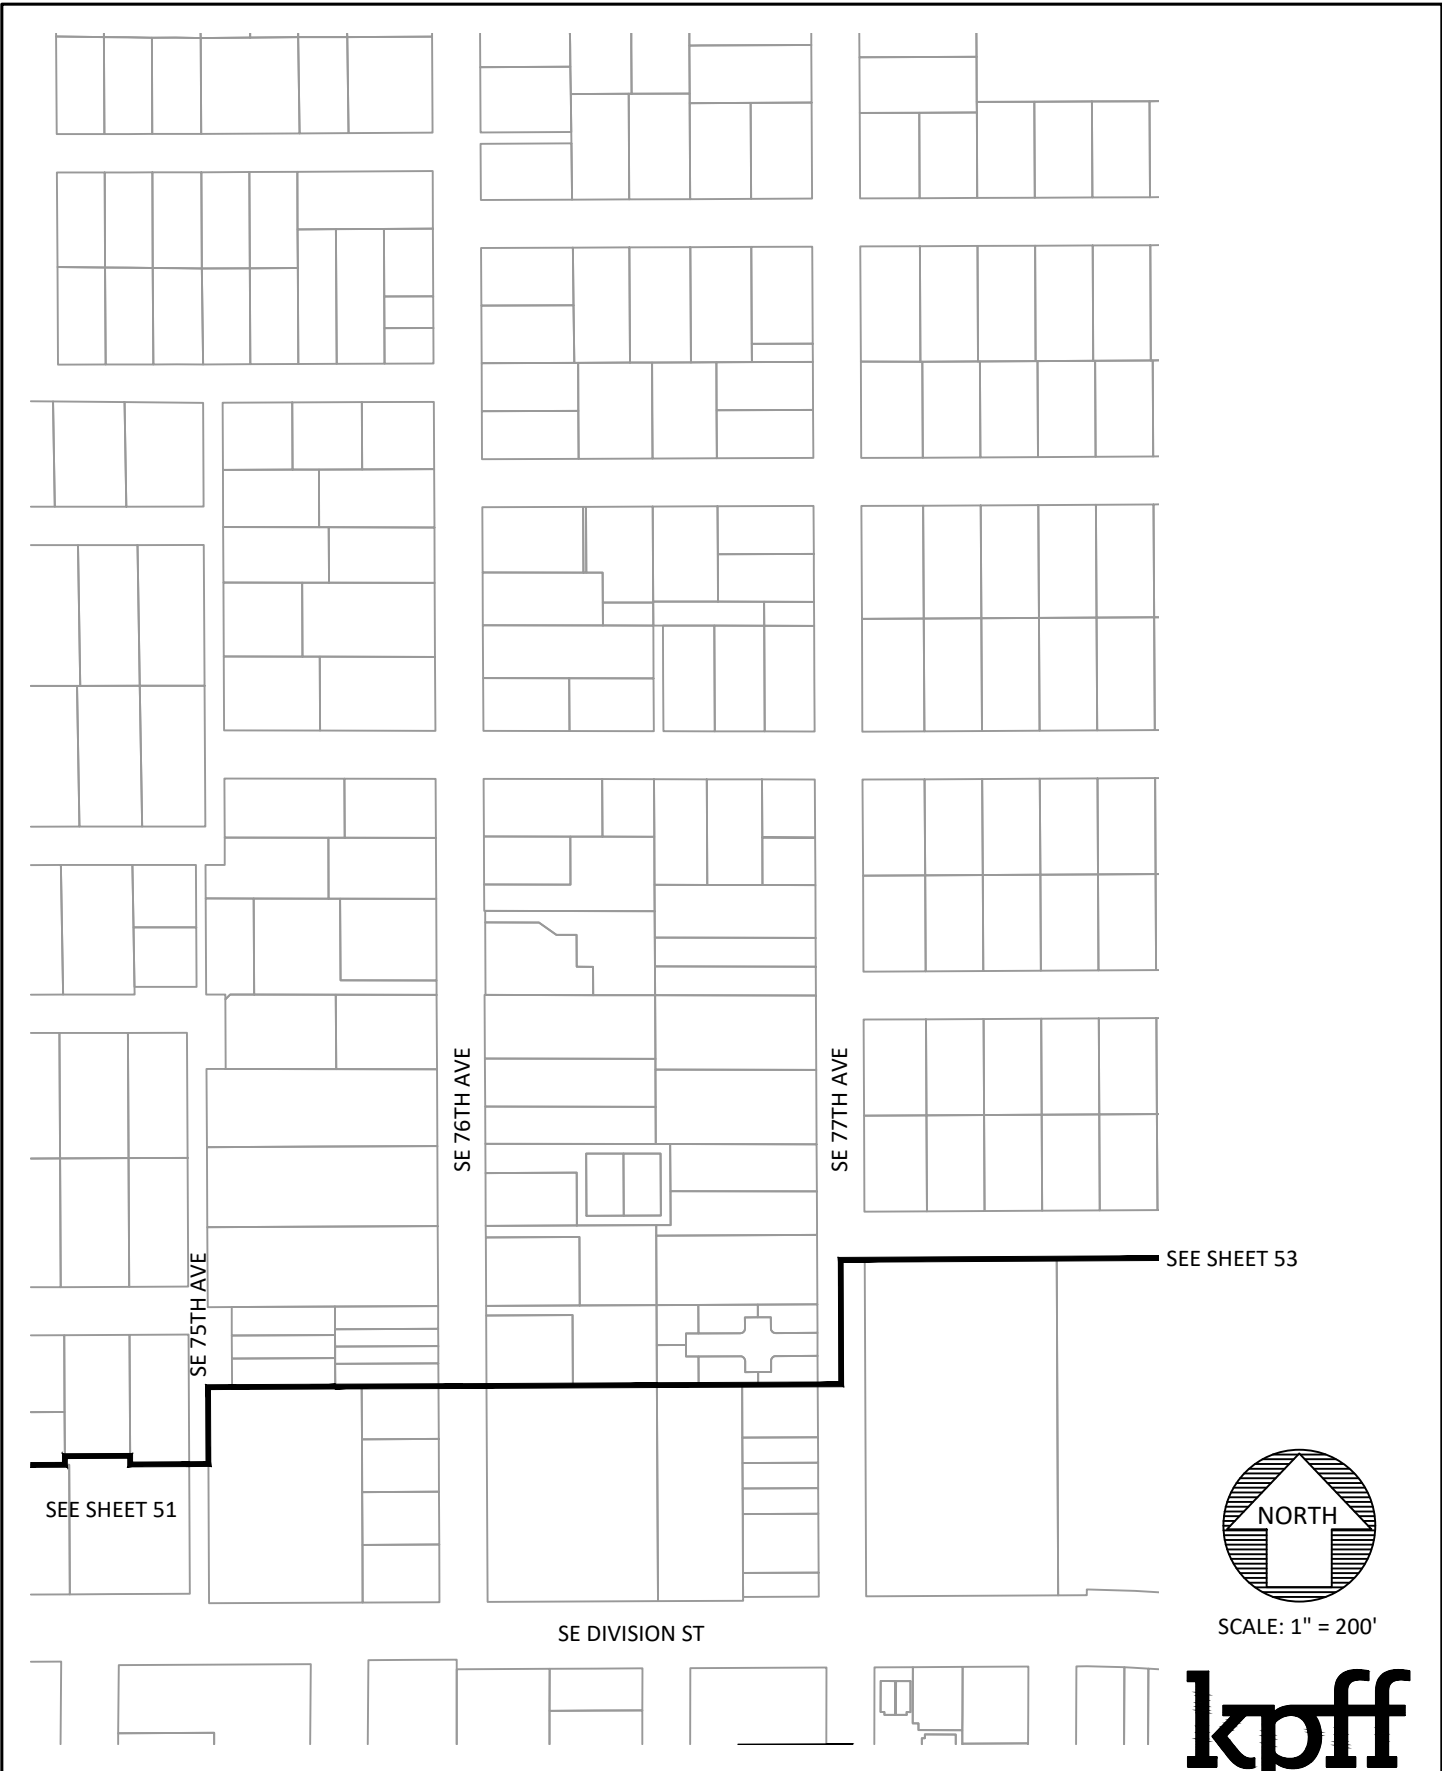 SE 76TH AVE
SE 77TH AVE
SE 75TH AVE
SEE SHEET 53
SEE SHEET 51
NORTH
SCALE: 1" = 200'
SE DIVISION ST
kpff